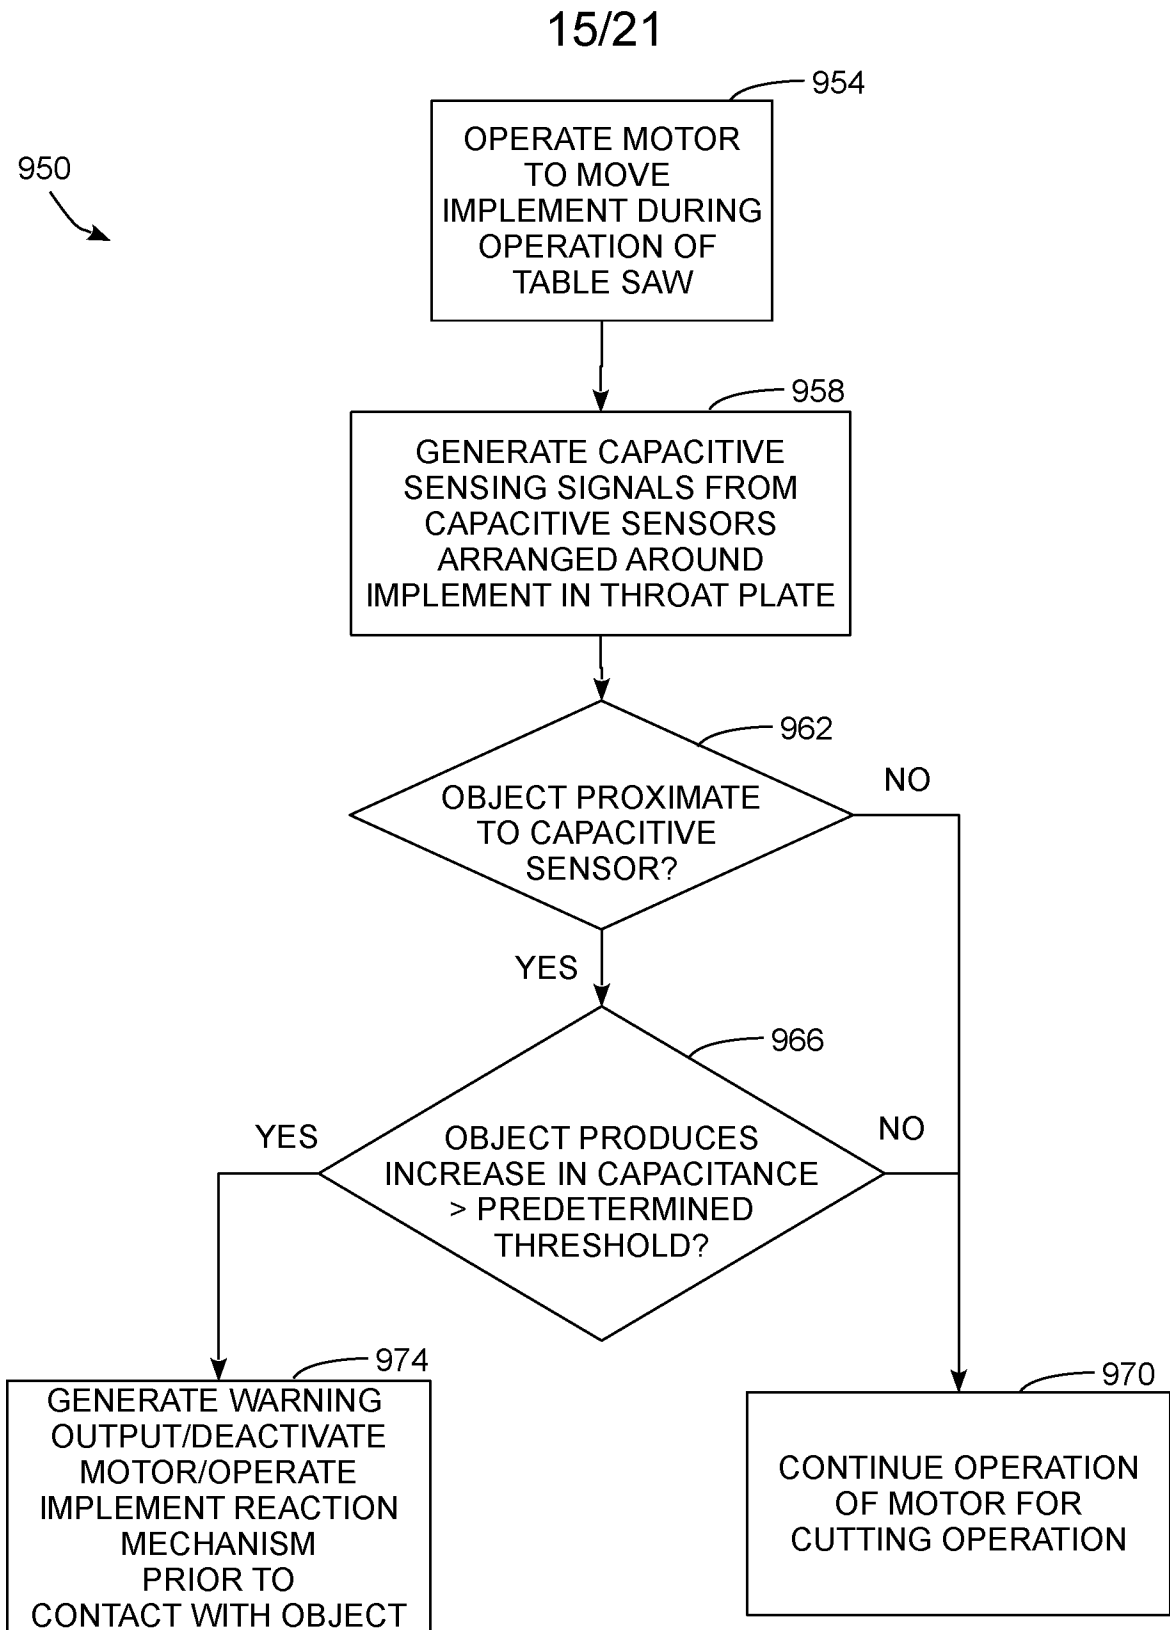 15/21
954
950
OPERATE MOTOR
TO MOVE
IMPLEMENT DURING
OPERATION OF
TABLE SAW
958
GENERATE CAPACITIVE
SENSING SIGNALS FROM
CAPACITIVE SENSORS
ARRANGED AROUND
IMPLEMENT IN THROAT PLATE
962
NO
OBJECT PROXIMATE
TO CAPACITIVE
SENSOR?
YES
966
YES
NO
OBJECT PRODUCES
INCREASE IN CAPACITANCE
> PREDETERMINED
THRESHOLD?
974
GENERATE WARNING
OUTPUT/DEACTIVATE
MOTOR/OPERATE
IMPLEMENT REACTION
MECHANISM
PRIOR TO
CONTACT WITH OBJECT
970
CONTINUE OPERATION
OF MOTOR FOR
CUTTING OPERATION